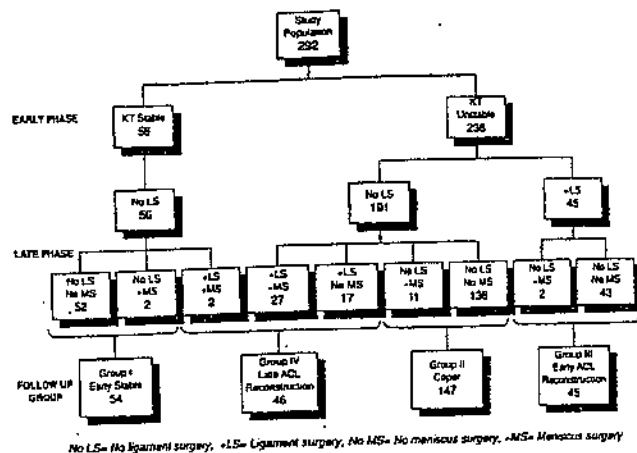 Study
Population
292
EARLY PHASE
KT Stable
56
KT
Unstable
236
No LS
56
No LS
191
+LS
45
LATE PHASE
No LS
No MS
52
No LS
+MS
2
+LS
+MS
2
+LS
+MS
27
+LS
No MS
17
No LS
+MS
11
No LS
No MS
136
No LS
+MS
2
No LS
No MS
43
FOLLOW UP
GROUP
Group I
Early Stable
54
Group IV
Late ACL
Reconstruction
46
Group II
Coper
147
Group III
Early ACL
Reconstruction
45
No LS= No ligament surgery, +LS= Ligament surgery, No MS= No meniscus surgery, +MS= Meniscus surgery